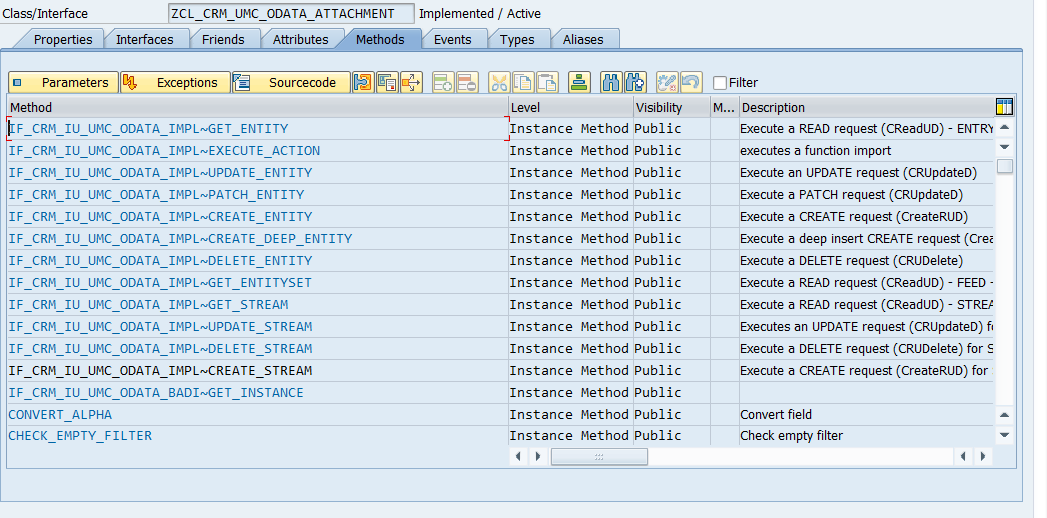 Class/Interface ZCL_CRM_UMC_ODATA_ATTACHMENT Implemented / Active
Properties Interfaces Friends Attributes Methods Events Types Aliases
Parameters Exceptions Sourcecode Filter
Method Level Visibility M... Description
IF_CRM_IU_UMC_ODATA_IMPL~GET_ENTITY Instance Method Public Execute a READ request (CReadUD) - ENTRY
IF_CRM_IU_UMC_ODATA_IMPL~EXECUTE_ACTION Instance Method Public executes a function import
IF_CRM_IU_UMC_ODATA_IMPL~UPDATE_ENTITY Instance Method Public Execute an UPDATE request (CRUpdateD)
IF_CRM_IU_UMC_ODATA_IMPL~PATCH_ENTITY Instance Method Public Execute a PATCH request (CRUpdateD)
IF_CRM_IU_UMC_ODATA_IMPL~CREATE_ENTITY Instance Method Public Execute a CREATE request (CreateRUD)
IF_CRM_IU_UMC_ODATA_IMPL~CREATE_DEEP_ENTITY Instance Method Public Execute a deep insert CREATE request (Crea
IF_CRM_IU_UMC_ODATA_IMPL~DELETE_ENTITY Instance Method Public Execute a DELETE request (CRUDelete)
IF_CRM_IU_UMC_ODATA_IMPL~GET_ENTITYSET Instance Method Public Execute a READ request (CReadUD) - FEED -
IF_CRM_IU_UMC_ODATA_IMPL~GET_STREAM Instance Method Public Execute a READ request (CReadUD) - STREA
IF_CRM_IU_UMC_ODATA_IMPL~UPDATE_STREAM Instance Method Public Executes an UPDATE request (CRUpdateD) fo
IF_CRM_IU_UMC_ODATA_IMPL~DELETE_STREAM Instance Method Public Execute a DELETE request (CRUDelete) for S
IF_CRM_IU_UMC_ODATA_IMPL~CREATE_STREAM Instance Method Public Execute a CREATE request (CreateRUD) for
IF_CRM_IU_UMC_ODATA_BADI~GET_INSTANCE Instance Method Public
CONVERT_ALPHA Instance Method Public Convert field
CHECK_EMPTY_FILTER Instance Method Public Check empty filter